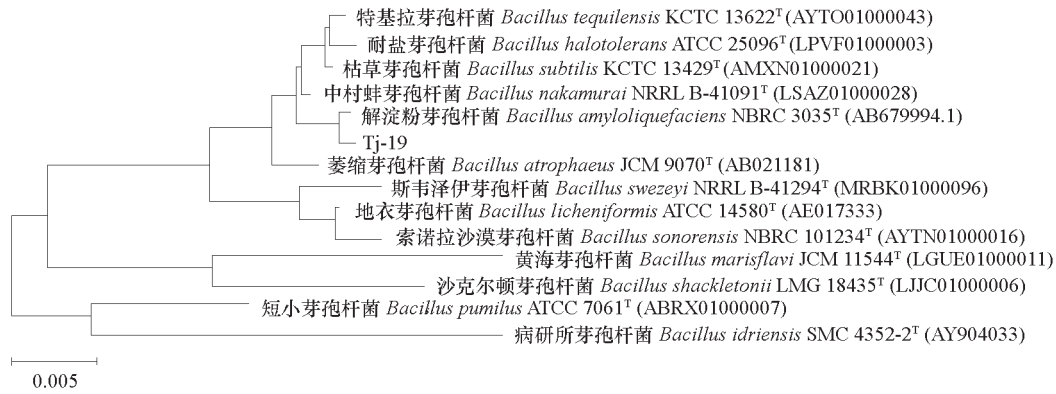 特基拉芽孢杆菌 Bacillus tequilensis KCTC 13622ᵀ (AYTO01000043)
耐盐芽孢杆菌 Bacillus halotolerans ATCC 25096ᵀ (LPVF01000003)
枯草芽孢杆菌 Bacillus subtilis KCTC 13429ᵀ (AMXN01000021)
中村蚌芽孢杆菌 Bacillus nakamurai NRRL B-41091ᵀ (LSAZ01000028)
解淀粉芽孢杆菌 Bacillus amyloliquefaciens NBRC 3035ᵀ (AB679994.1)
Tj-19
萎缩芽孢杆菌 Bacillus atrophaeus JCM 9070ᵀ (AB021181)
斯韦泽伊芽孢杆菌 Bacillus swezeyi NRRL B-41294ᵀ (MRBK01000096)
地衣芽孢杆菌 Bacillus licheniformis ATCC 14580ᵀ (AE017333)
索诺拉沙漠芽孢杆菌 Bacillus sonorensis NBRC 101234ᵀ (AYTN01000016)
黄海芽孢杆菌 Bacillus marisflavi JCM 11544ᵀ (LGUE01000011)
沙克尔顿芽孢杆菌 Bacillus shackletonii LMG 18435ᵀ (LJJC01000006)
短小芽孢杆菌 Bacillus pumilus ATCC 7061ᵀ (ABRX01000007)
病研所芽孢杆菌 Bacillus idriensis SMC 4352-2ᵀ (AY904033)
0.005